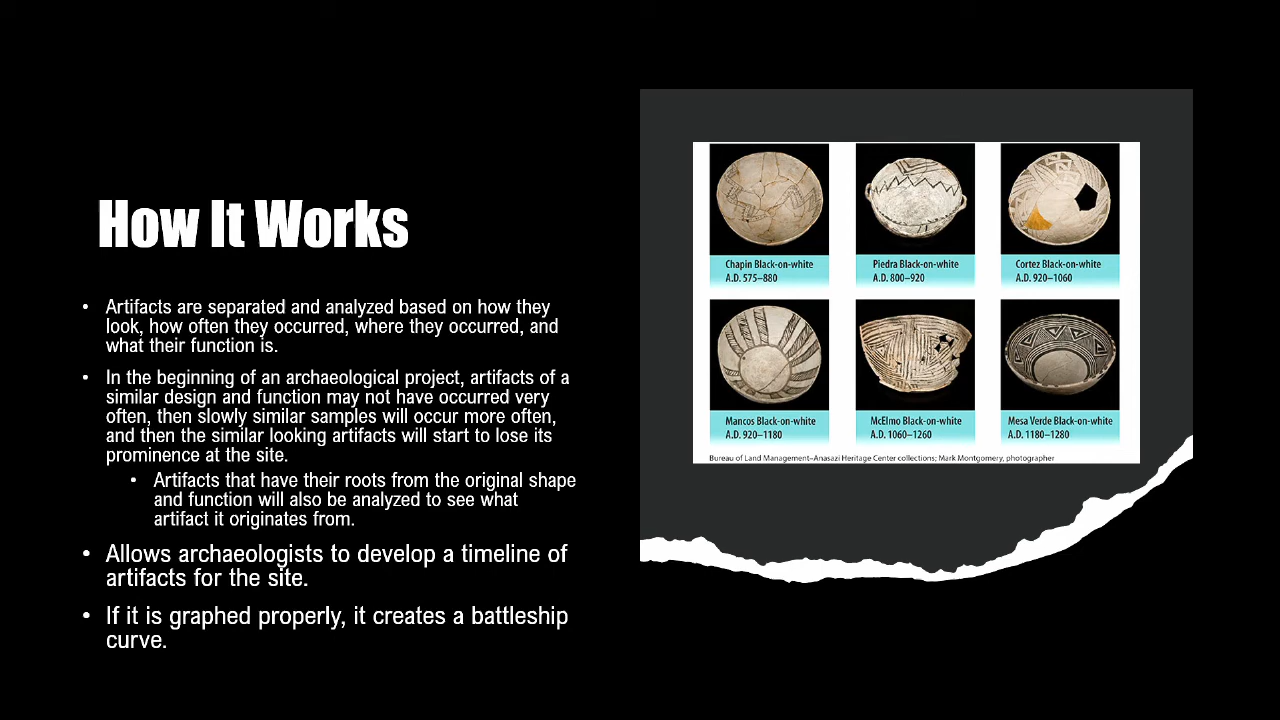 How It Works
• Artifacts are separated and analyzed based on how they
look, how often they occurred, where they occurred, and
what their function is.
• In the beginning of an archaeological project, artifacts of a
similar design and function may not have occurred very
often, then slowly similar samples will occur more often,
and then the similar looking artifacts will start to lose its
prominence at the site.
• Artifacts that have their roots from the original shape
and function will also be analyzed to see what
artifact it originates from.
• Allows archaeologists to develop a timeline of
artifacts for the site.
• If it is graphed properly, it creates a battleship
curve.
Chapin Black-on-white
A.D. 575–880
Piedra Black-on-white
A.D. 800–920
Cortez Black-on-white
A.D. 920–1060
Mancos Black-on-white
A.D. 920–1180
McElmo Black-on-white
A.D. 1060–1260
Mesa Verde Black-on-white
A.D. 1180–1280
Bureau of Land Management–Anasazi Heritage Center collections; Mark Montgomery, photographer